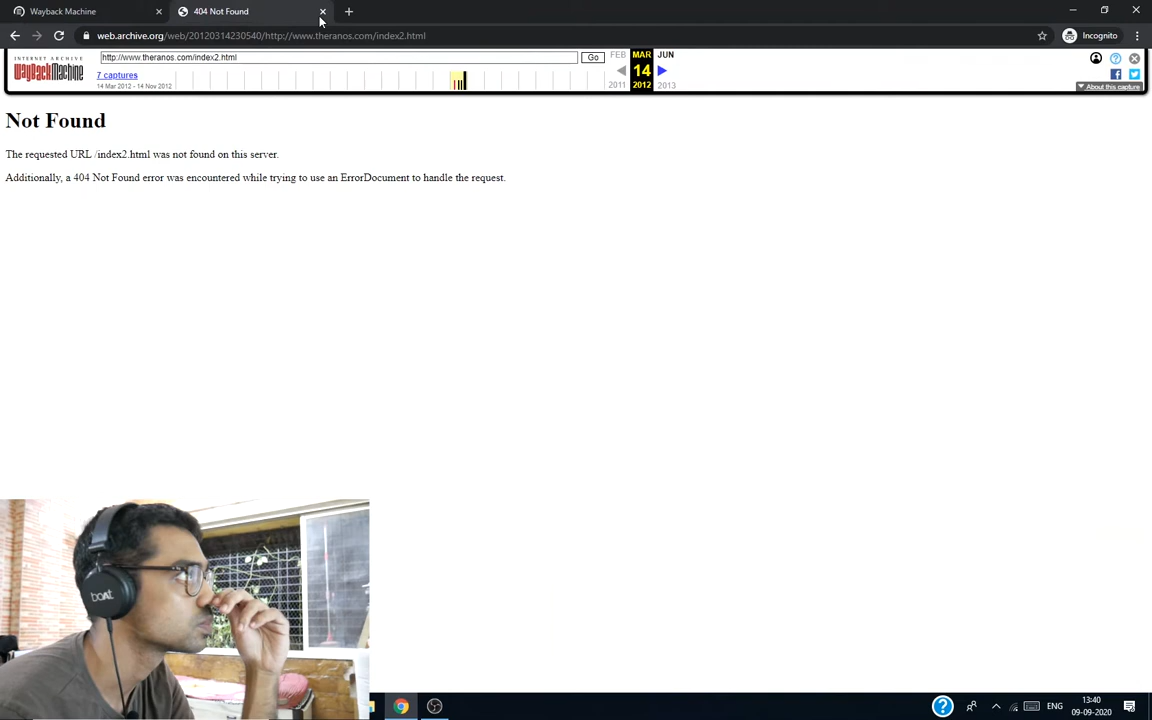 Wayback Machine
404 Not Found
web.archive.org/web/20120314230540/http://www.theranos.com/index2.html
Incognito
INTERNET ARCHIVE
WayBackMachine
http://www.theranos.com/index2.html
Go
FEB MAR JUN
7 captures
14
14 Mar 2012 - 14 Nov 2012
2011 2012 2013
About this capture
Not Found
The requested URL /index2.html was not found on this server.
Additionally, a 404 Not Found error was encountered while trying to use an ErrorDocument to handle the request.
boAt
ENG
13:40
09-09-2020